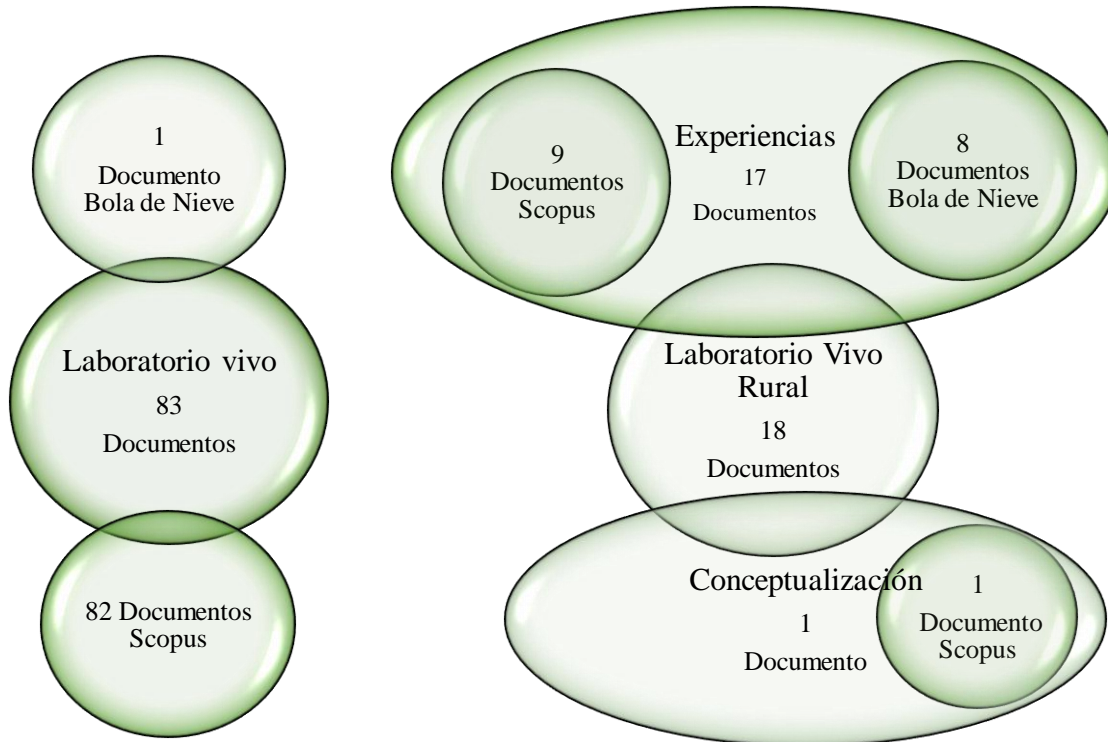 1
Documento
Bola de Nieve
Laboratorio vivo
83
Documentos
82 Documentos
Scopus
Experiencias
17
Documentos
9
Documentos
Scopus
8
Documentos
Bola de Nieve
Laboratorio Vivo
Rural
18
Documentos
Conceptualización
1
Documento
1
Documento
Scopus